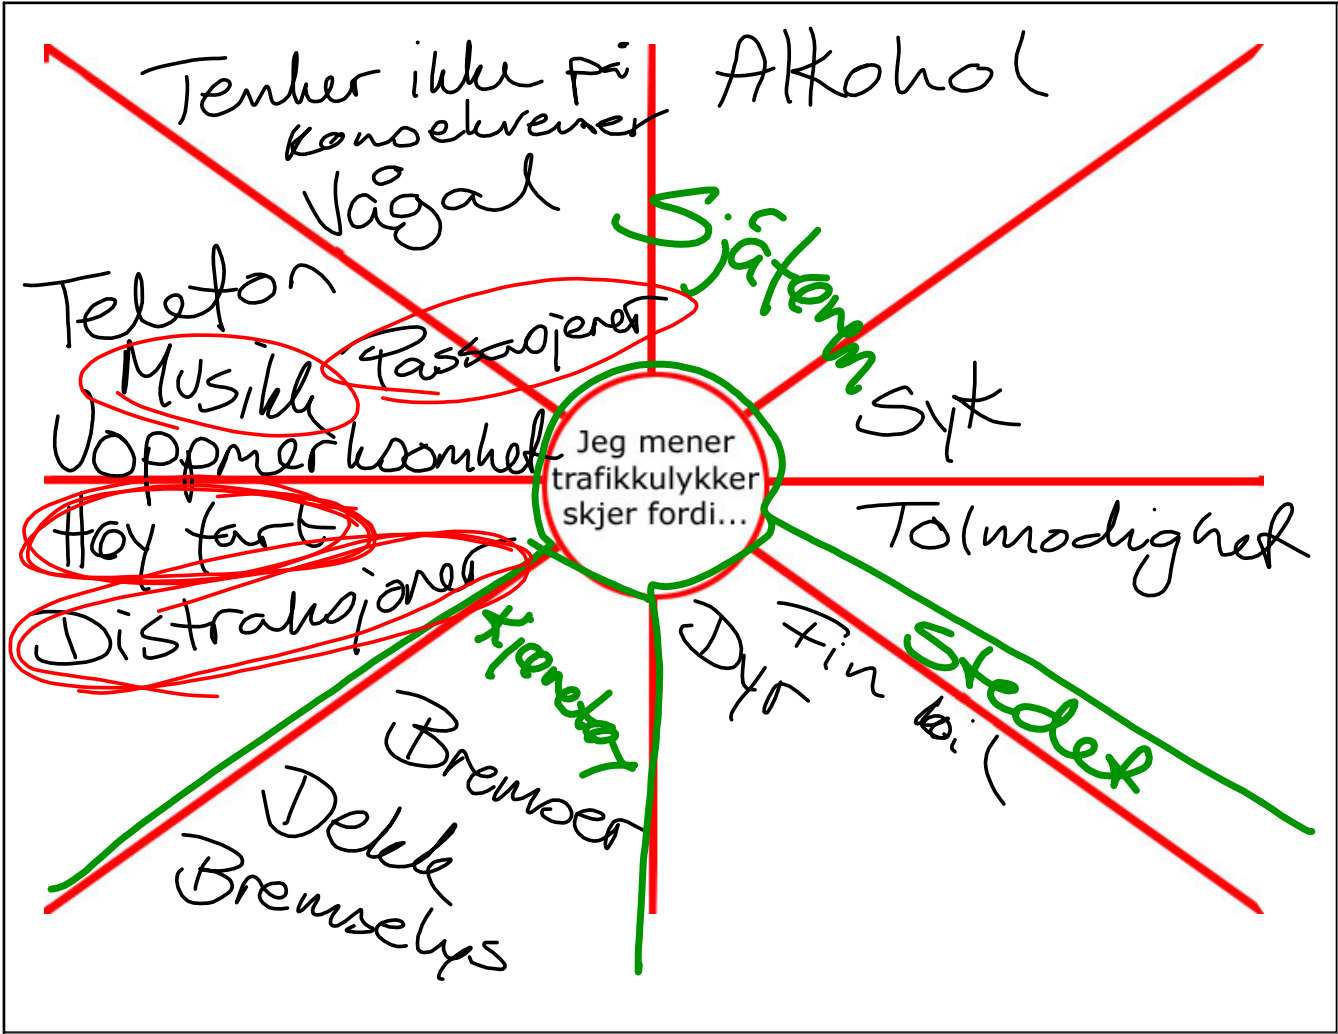 Tenker ikke på
konsekvenser
Vågal
Alkohol
Sjåføren
Telefon
Musikk
Passasjerer
Uoppmerksomhet
Syk
Jeg mener
trafikkulykker
skjer fordi...
Høy fart
Distraksjoner
Tolmodighet
Stedet
Kjøretøy
Dyr
Fin bil
Bremser
Dekk
Bremselys